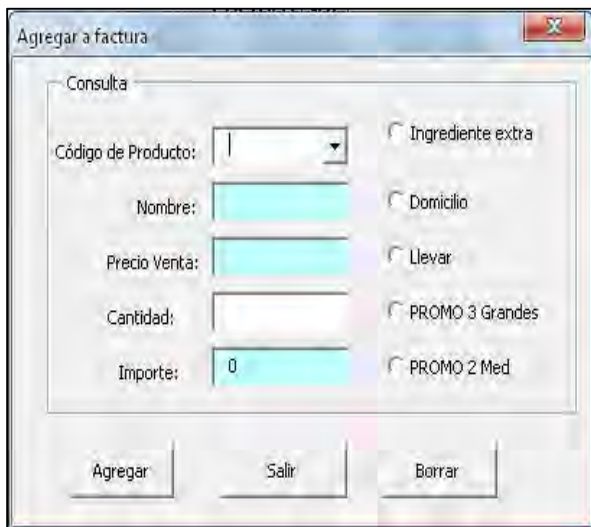 Agregar a factura
Consulta
Código de Producto:
Ingrediente extra
Nombre:
Domicilio
Precio Venta:
Llevar
Cantidad:
PROMO 3 Grandes
Importe: 0
PROMO 2 Med
Agregar
Salir
Borrar